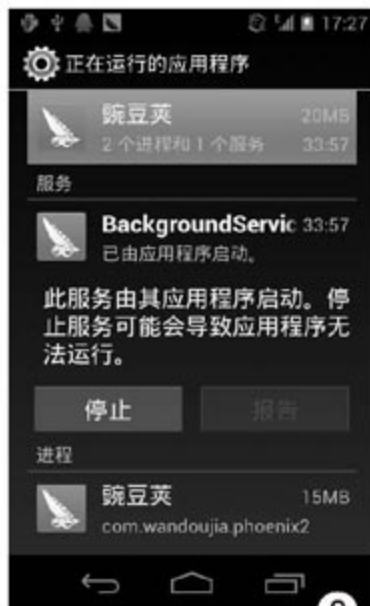 17:27
正在运行的应用程序
豌豆荚 20MB
2 个进程和 1 个服务 33:57
服务
BackgroundServic 33:57
已由应用程序启动。
此服务由其应用程序启动。停
止服务可能会导致应用程序无
法运行。
停止 报告
进程
豌豆荚 15MB
com.wandoujia.phoenix2